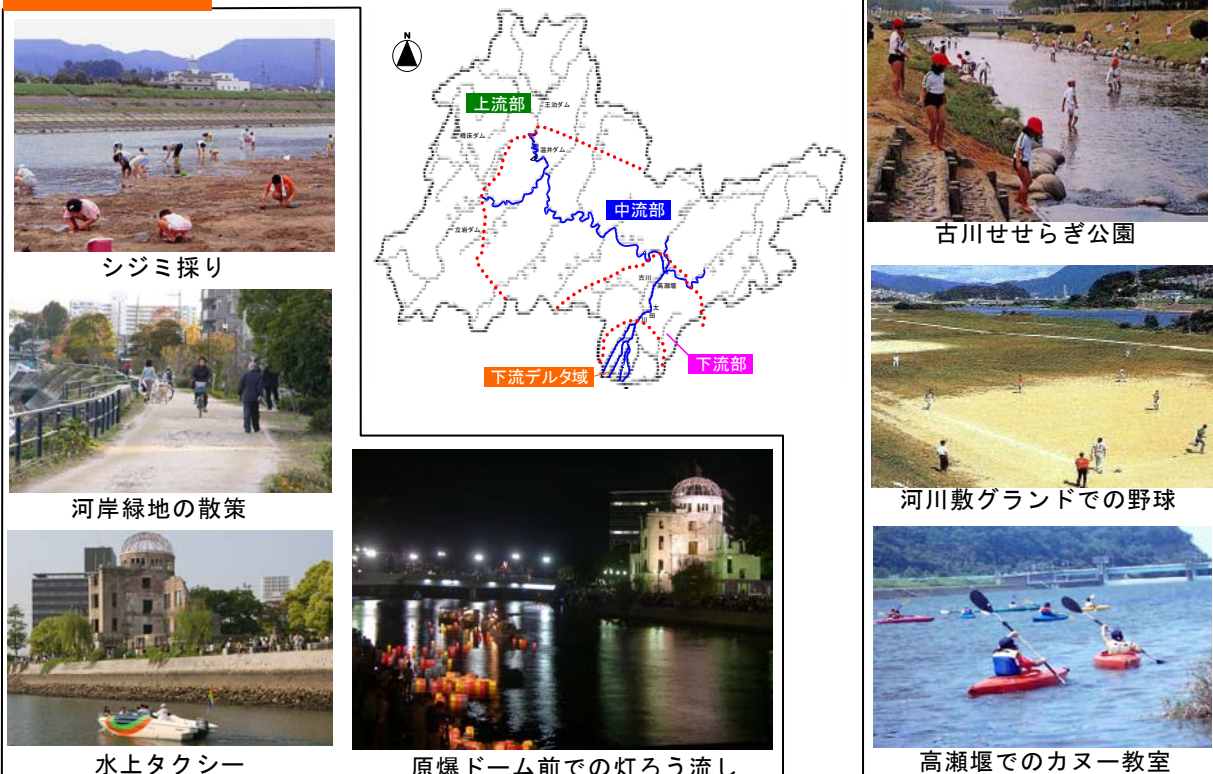 シジミ採り
河岸緑地の散策
水上タクシー
原爆ドーム前での灯ろう流し
N
上流部
王泊ダム
樽床ダム
温井ダム
中流部
立岩ダム
古川
高瀬堰
太田川
下流部
下流デルタ域
古川せせらぎ公園
河川敷グランドでの野球
高瀬堰でのカヌー教室